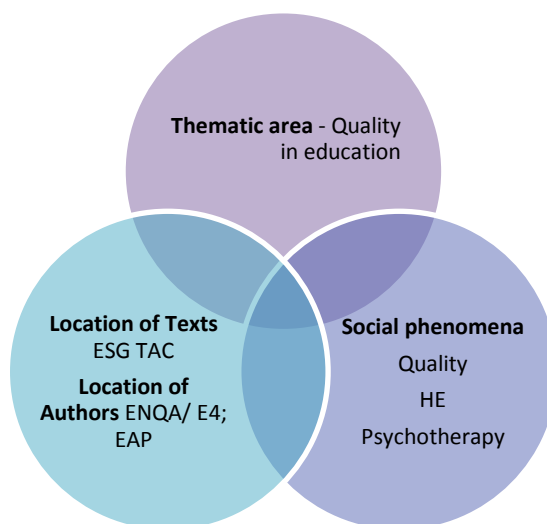 Thematic area - Quality
in education
Location of Texts
ESG TAC
Location of
Authors ENQA/ E4;
EAP
Social phenomena
Quality
HE
Psychotherapy